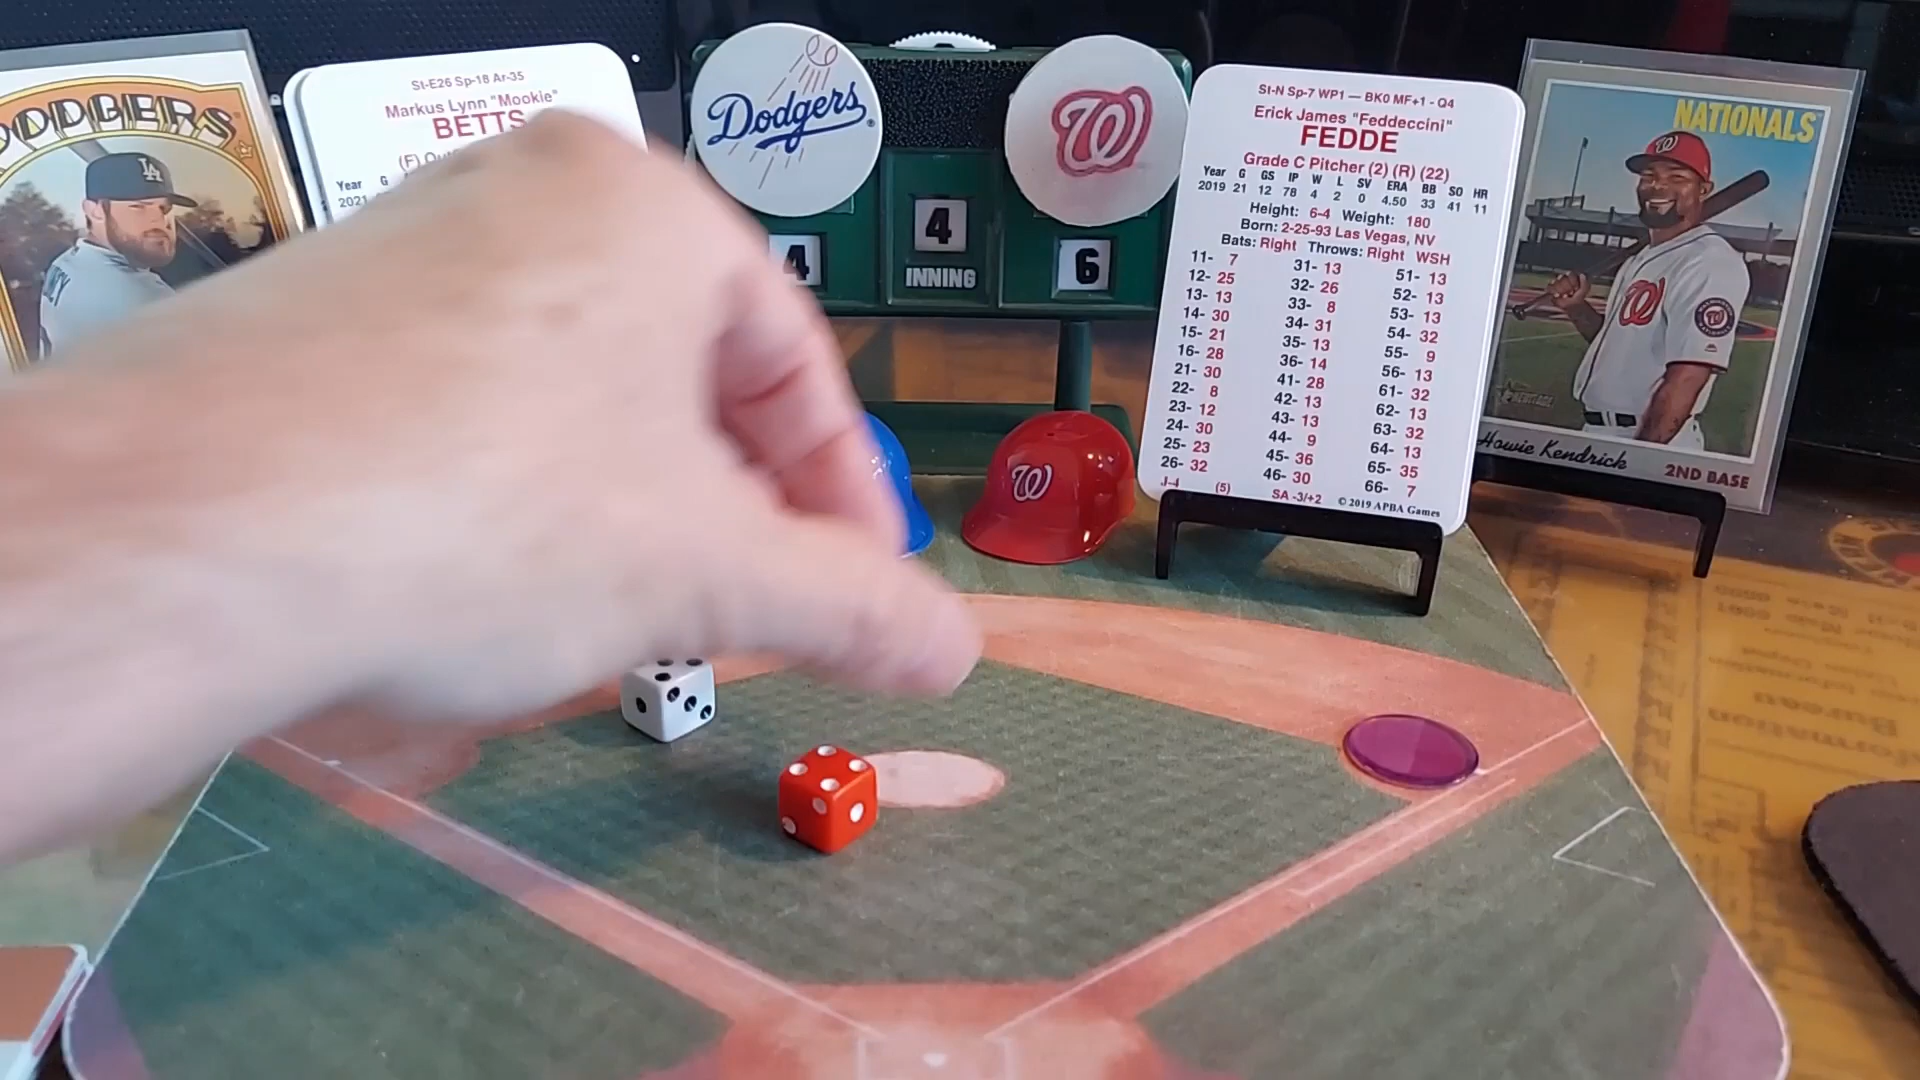 DODGERS
St-E26 Sp-18 Ar-35
Markus Lynn "Mookie"
BETTS
Year G
2021
Dodgers
W
4
4
INNING
6
W
St-N Sp-7 WP1 — BK0 MF+1 - Q4
Erick James "Feddeccini"
FEDDE
Grade C Pitcher (2) (R) (22)
Year G GS IP W L SV ERA BB SO HR
2019 21 12 78 4 2 0 4.50 33 41 11
Height: 6-4 Weight: 180
Born: 2-25-93 Las Vegas, NV
Bats: Right Throws: Right WSH
11- 7 31- 13 51- 13
12- 25 32- 26 52- 13
13- 13 33- 8 53- 13
14- 30 34- 31 54- 32
15- 21 35- 13 55- 9
16- 28 36- 14 56- 13
21- 30 41- 28 61- 32
22- 8 42- 13 62- 13
23- 12 43- 13 63- 32
24- 30 44- 9 64- 13
25- 23 45- 36 65- 35
26- 32 46- 30 66- 7
J-4 (5) SA -3/+2 © 2019 APBA Games
NATIONALS
W
HERITAGE
Howie Kendrick 2ND BASE